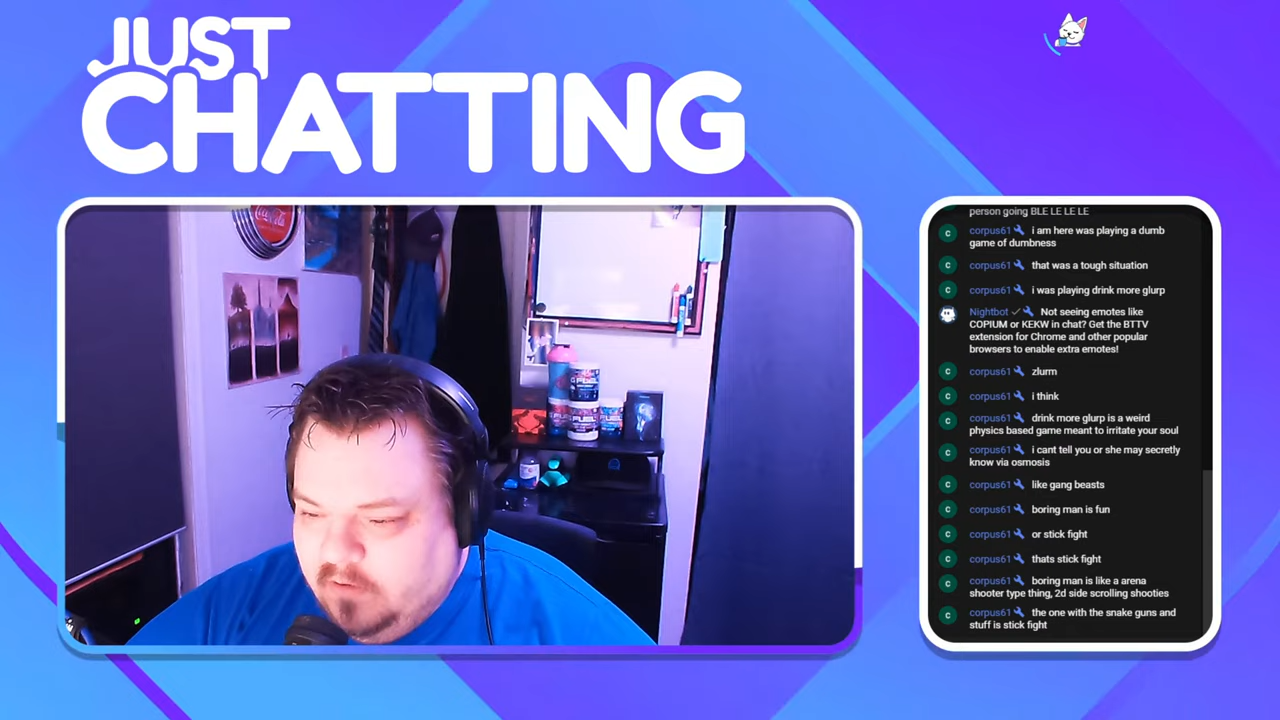 JUST
CHATTING
Coca-Cola
person going BLE LE LE LE
corpus61 i am here was playing a dumb
game of dumbness
corpus61 that was a tough situation
corpus61 i was playing drink more glurp
Nightbot Not seeing emotes like
COPIUM or KEKW in chat? Get the BTTV
extension for Chrome and other popular
browsers to enable extra emotes!
corpus61 zlurm
corpus61 i think
corpus61 drink more glurp is a weird
physics based game meant to irritate your soul
corpus61 i cant tell you or she may secretly
know via osmosis
corpus61 like gang beasts
corpus61 boring man is fun
corpus61 or stick fight
corpus61 thats stick fight
corpus61 boring man is like a arena
shooter type thing, 2d side scrolling shooties
corpus61 the one with the snake guns and
stuff is stick fight